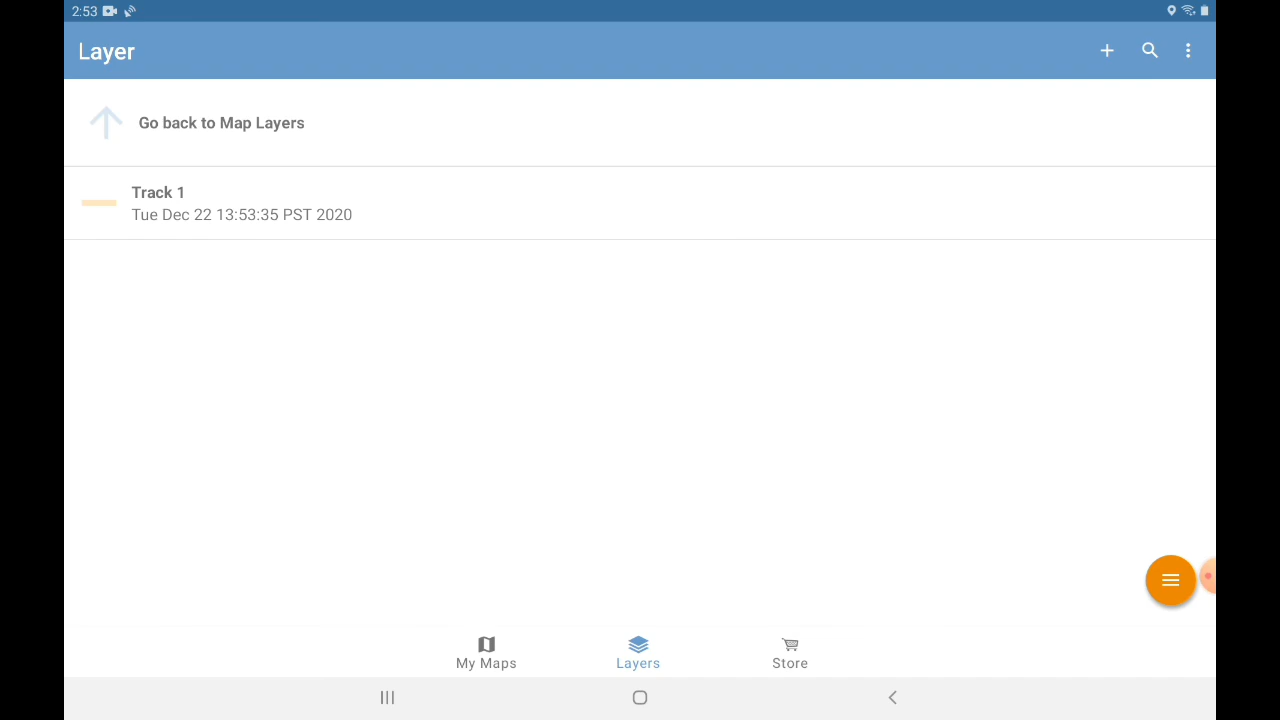 2:53
Layer
Go back to Map Layers
Track 1
Tue Dec 22 13:53:35 PST 2020
My Maps
Layers
Store